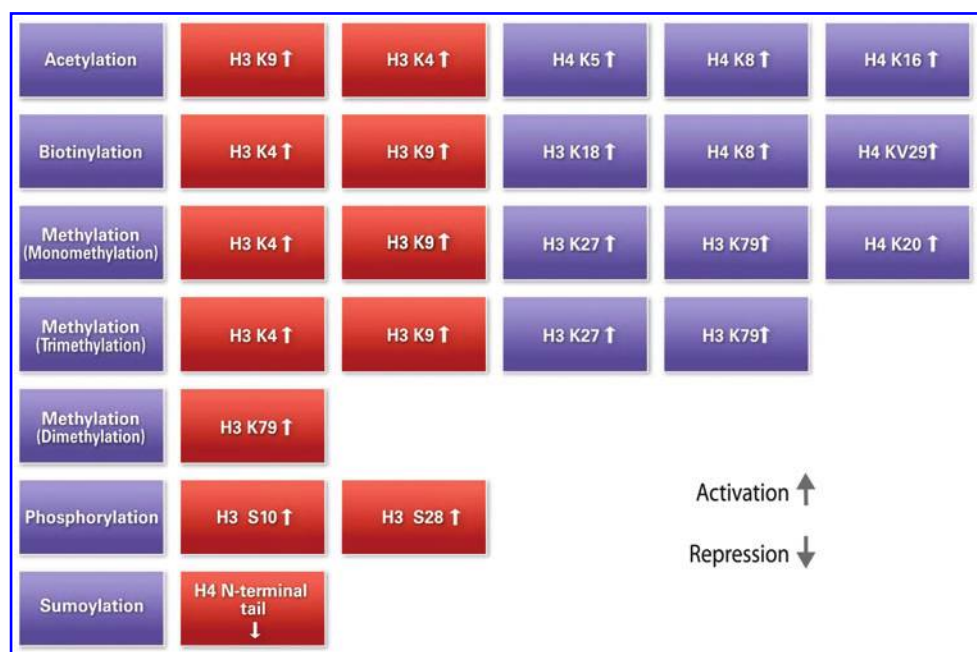 Acetylation H3 K9 ↑ H3 K4 ↑ H4 K5 ↑ H4 K8 ↑ H4 K16 ↑
Biotinylation H3 K4 ↑ H3 K9 ↑ H3 K18 ↑ H4 K8 ↑ H4 KV29↑
Methylation
(Monomethylation) H3 K4 ↑ H3 K9 ↑ H3 K27 ↑ H3 K79↑ H4 K20 ↑
Methylation
(Trimethylation) H3 K4 ↑ H3 K9 ↑ H3 K27 ↑ H3 K79↑
Methylation
(Dimethylation) H3 K79 ↑
Phosphorylation H3 S10 ↑ H3 S28 ↑
Activation ↑
Repression ↓
Sumoylation H4 N-terminal
tail
↓